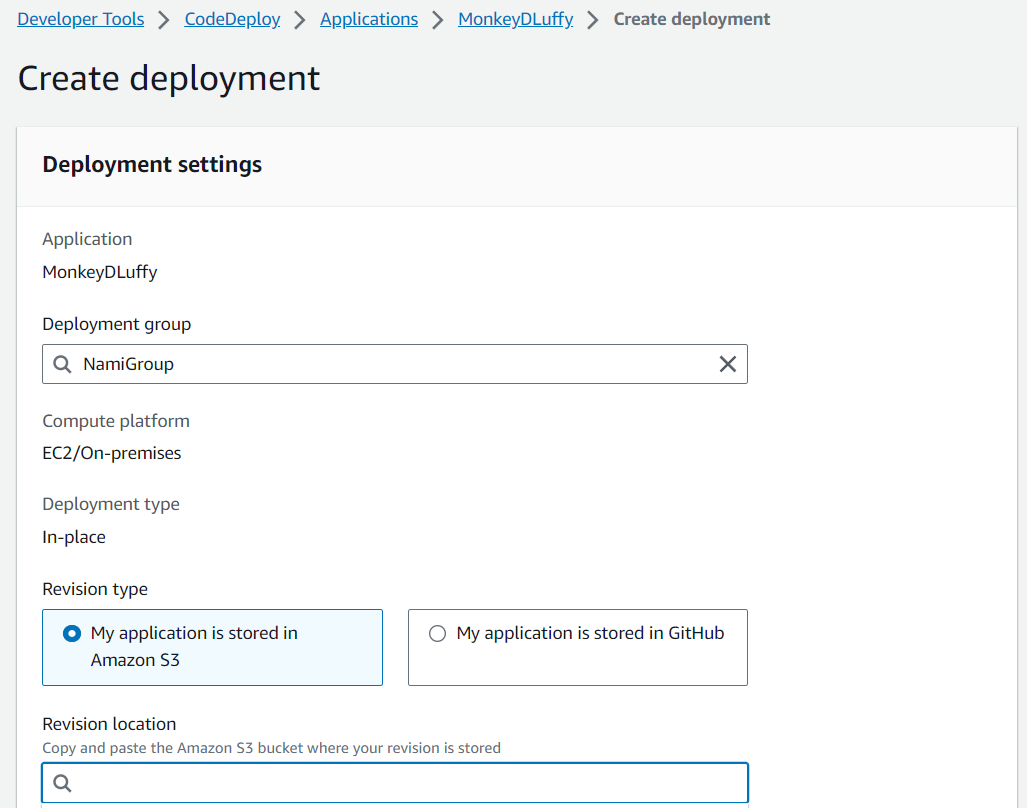 Developer Tools > CodeDeploy > Applications > MonkeyDLuffy > Create deployment
Create deployment
Deployment settings
Application
MonkeyDLuffy
Deployment group
NamiGroup
Compute platform
EC2/On-premises
Deployment type
In-place
Revision type
My application is stored in
Amazon S3
My application is stored in GitHub
Revision location
Copy and paste the Amazon S3 bucket where your revision is stored